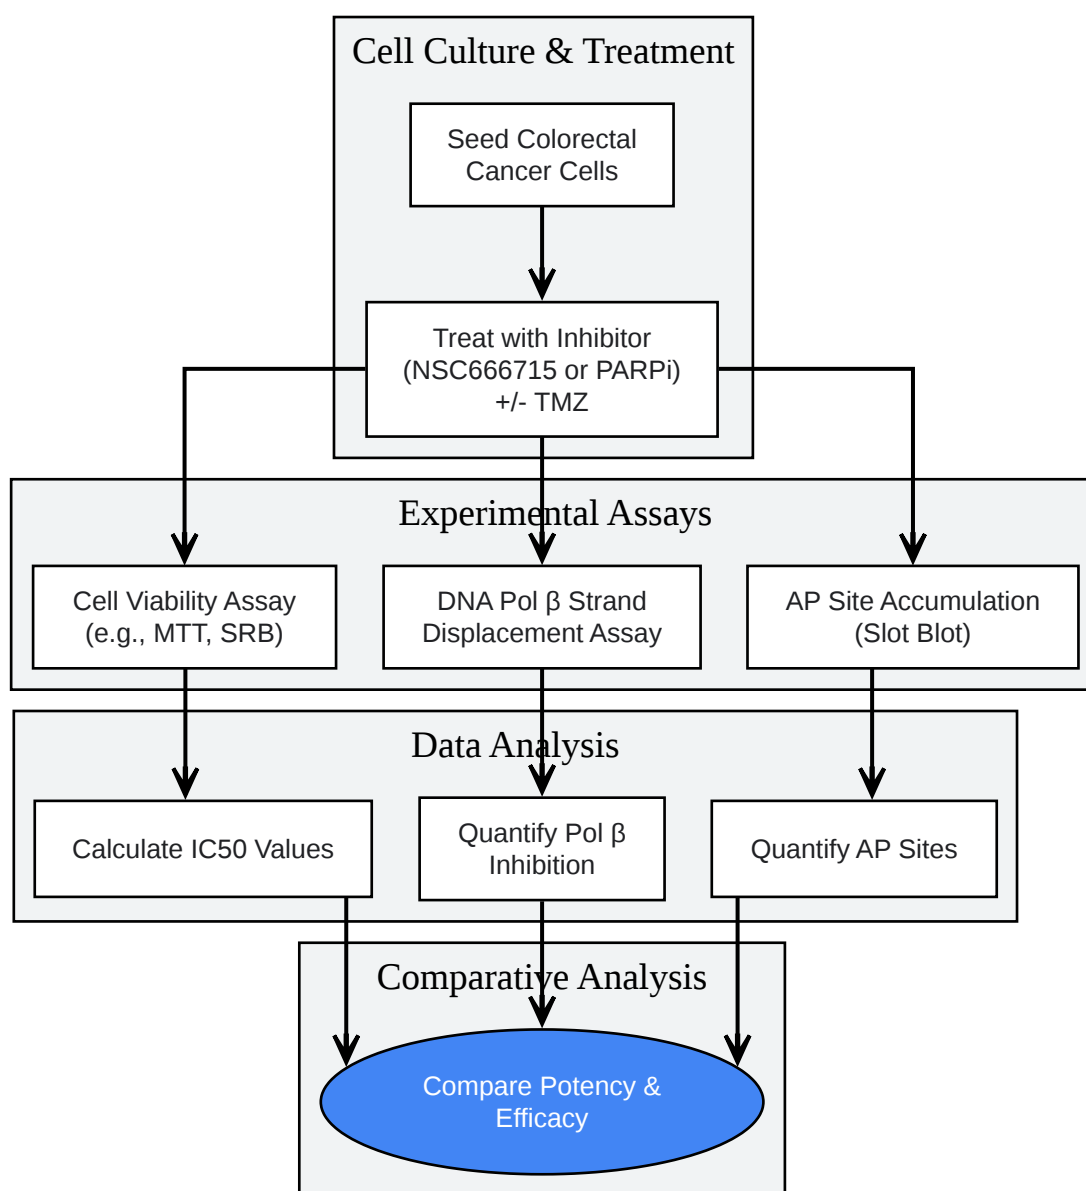 Cell Culture & Treatment
Seed Colorectal
Cancer Cells
Treat with Inhibitor
(NSC666715 or PARPi)
+/- TMZ
Experimental Assays
Cell Viability Assay
(e.g., MTT, SRB)
DNA Pol β Strand
Displacement Assay
AP Site Accumulation
(Slot Blot)
Data Analysis
Calculate IC50 Values
Quantify Pol β
Inhibition
Quantify AP Sites
Comparative Analysis
Compare Potency &
Efficacy